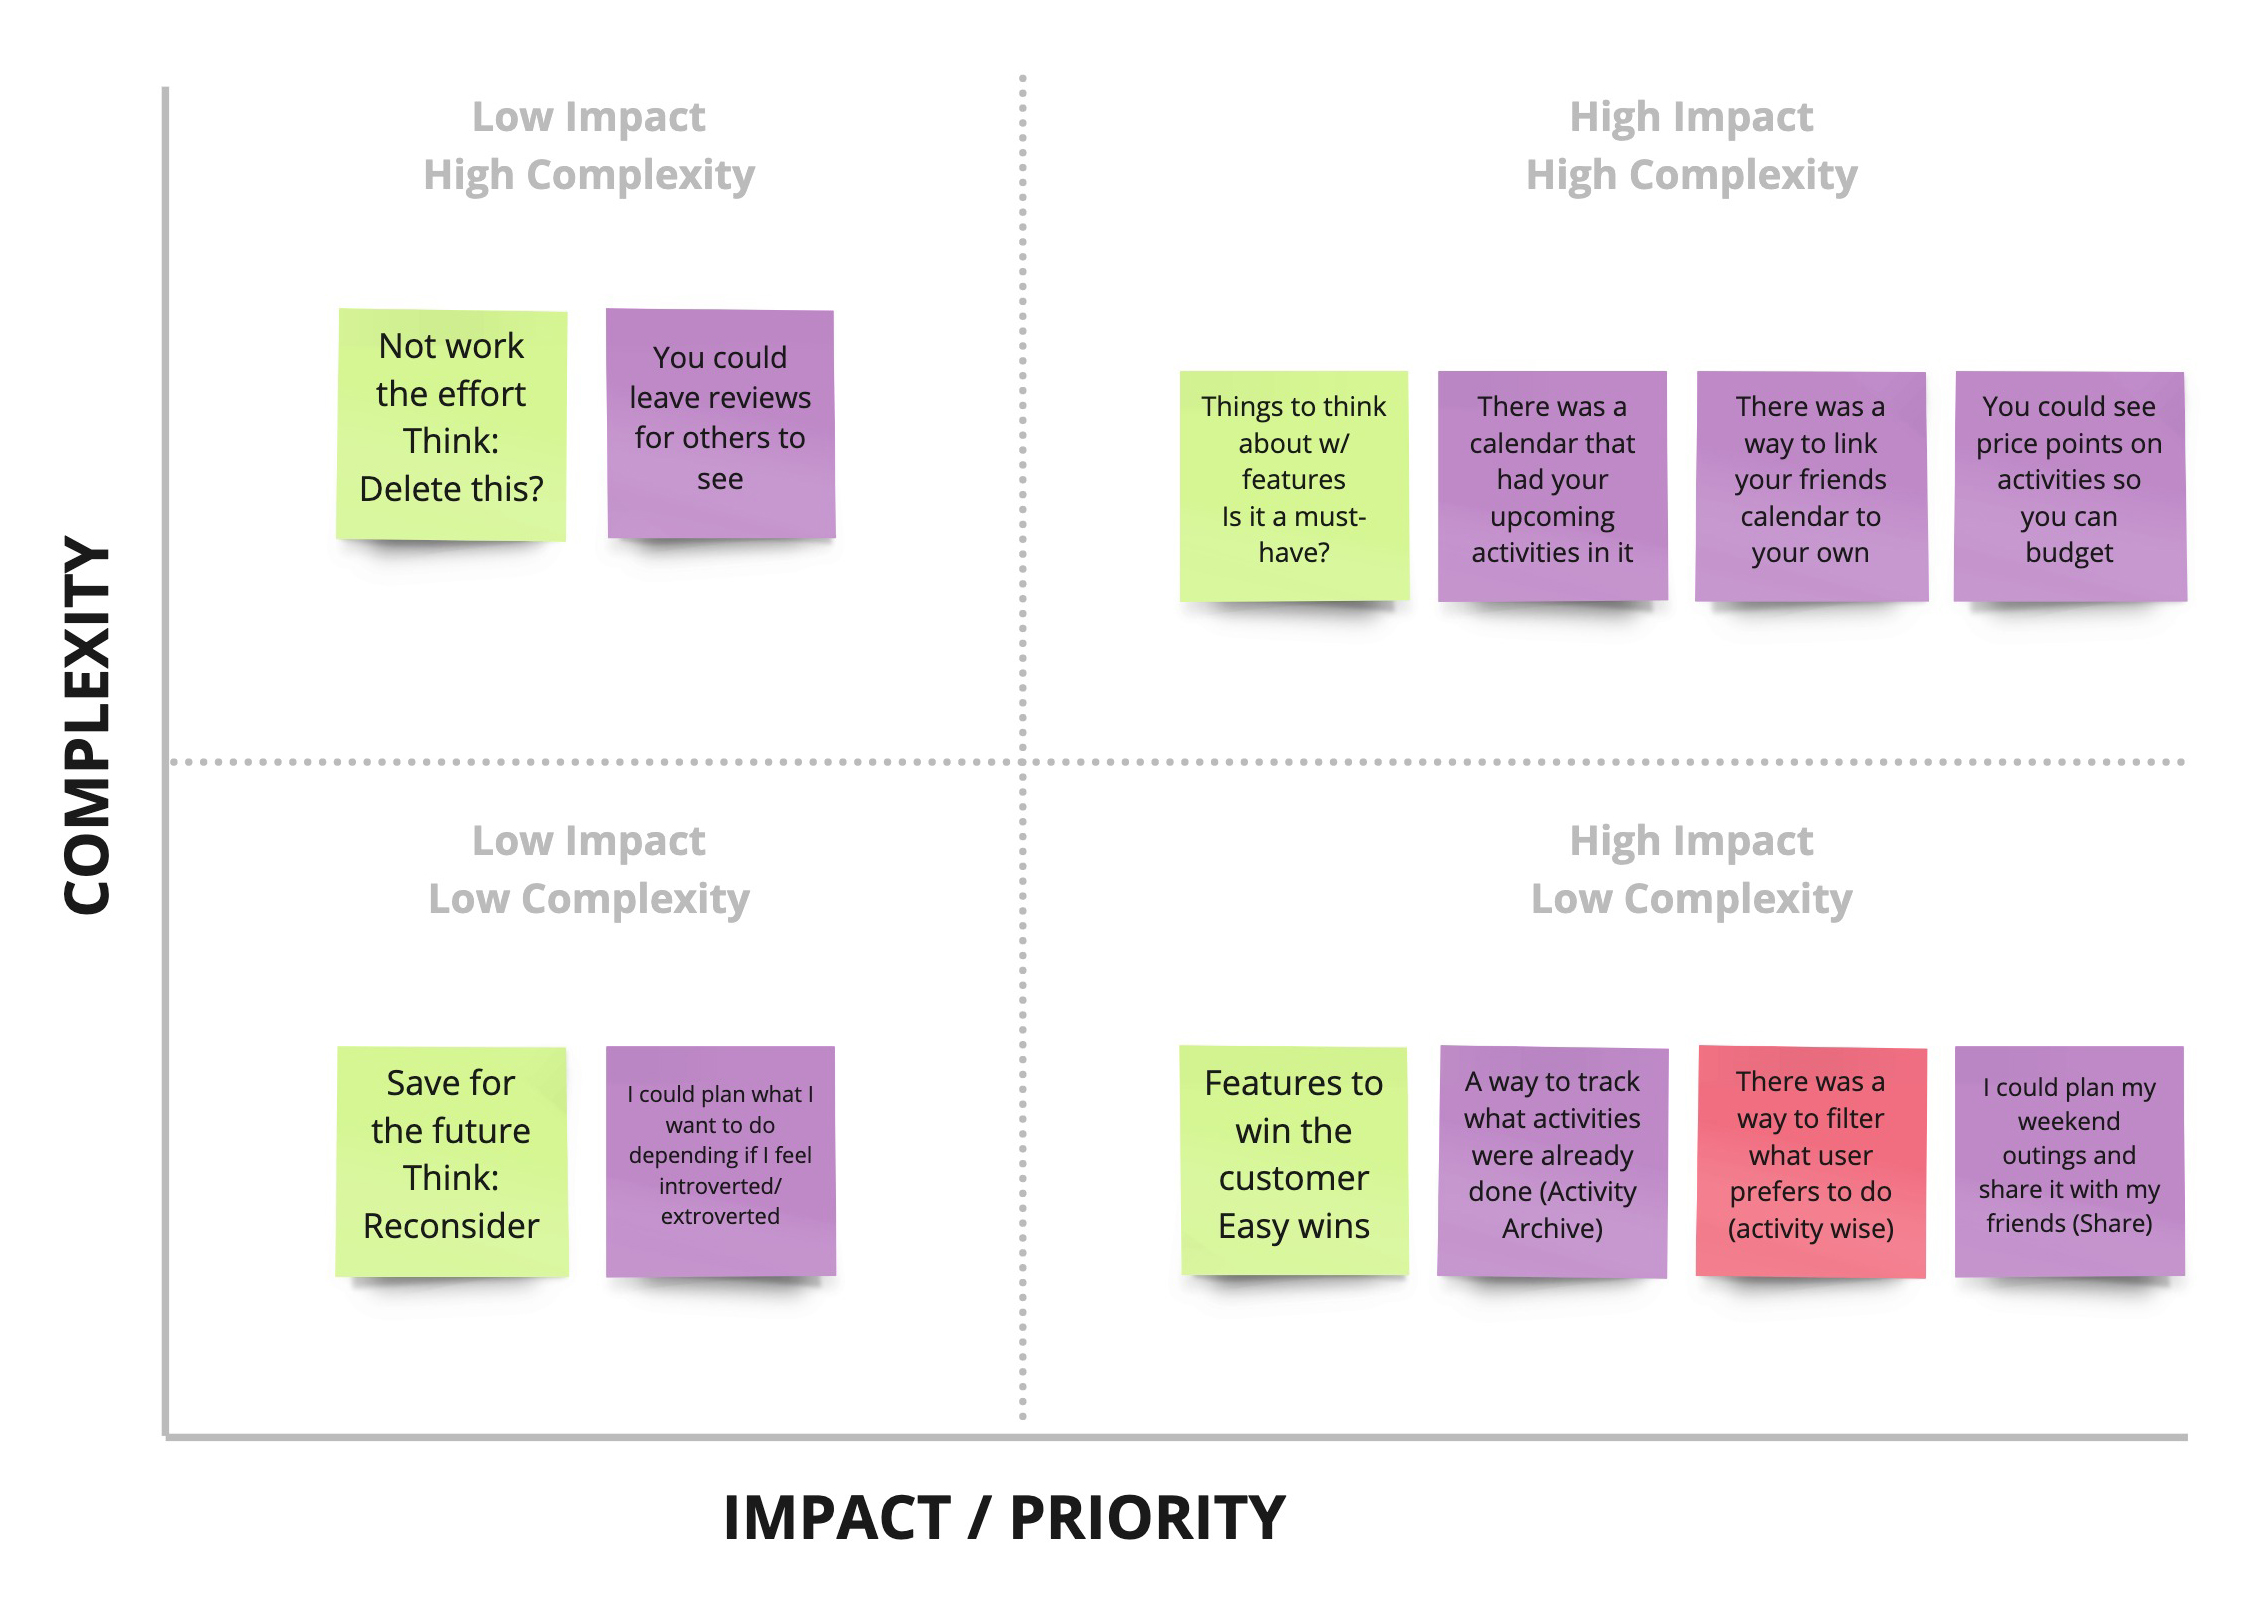 Low Impact
High Complexity
High Impact
High Complexity
Not work
the effort
Think:
Delete this?
You could
leave reviews
for others to
see
Things to think
about w/
features
Is it a must-
have?
There was a
calendar that
had your
upcoming
activities in it
There was a
way to link
your friends
calendar to
your own
You could see
price points on
activities so
you can
budget
COMPLEXITY
Low Impact
Low Complexity
High Impact
Low Complexity
Save for
the future
Think:
Reconsider
I could plan what I
want to do
depending if I feel
introverted/
extroverted
Features to
win the
customer
Easy wins
A way to track
what activities
were already
done (Activity
Archive)
There was a
way to filter
what user
prefers to do
(activity wise)
I could plan my
weekend
outings and
share it with my
friends (Share)
IMPACT / PRIORITY